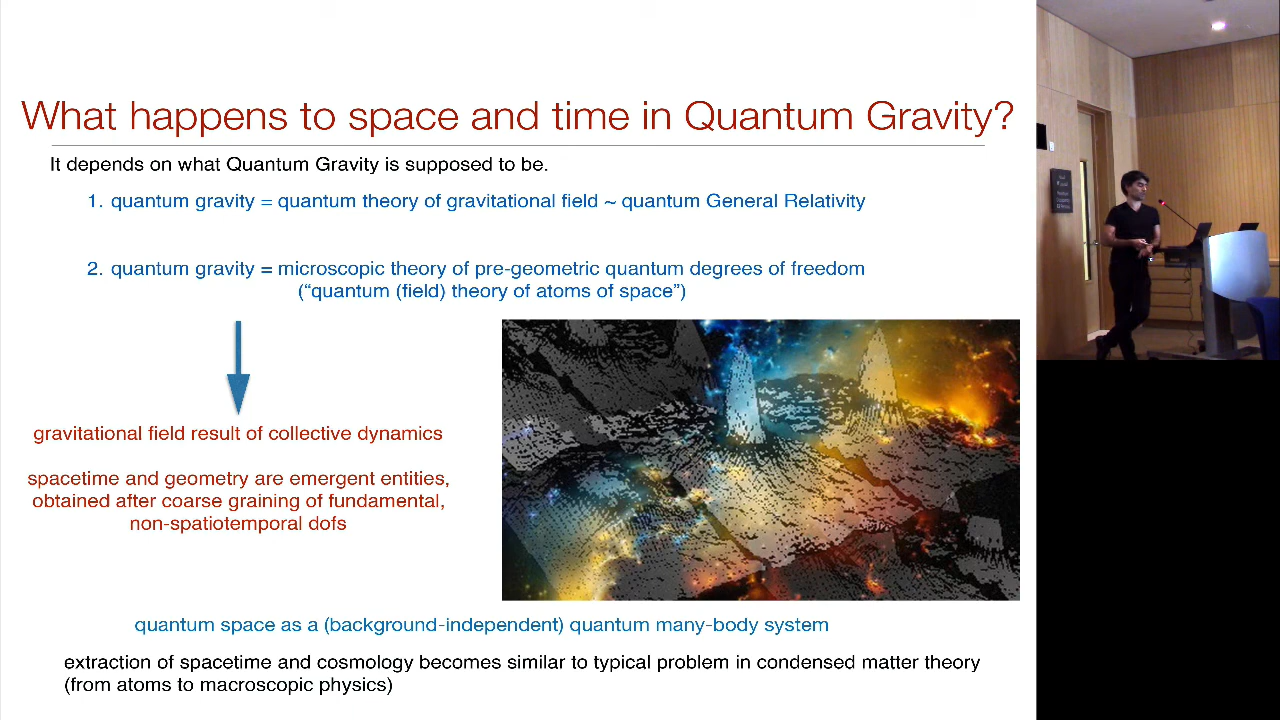 What happens to space and time in Quantum Gravity?
It depends on what Quantum Gravity is supposed to be.
1. quantum gravity = quantum theory of gravitational field ~ quantum General Relativity
2. quantum gravity = microscopic theory of pre-geometric quantum degrees of freedom
(“quantum (field) theory of atoms of space”)
gravitational field result of collective dynamics
spacetime and geometry are emergent entities,
obtained after coarse graining of fundamental,
non-spatiotemporal dofs
quantum space as a (background-independent) quantum many-body system
extraction of spacetime and cosmology becomes similar to typical problem in condensed matter theory
(from atoms to macroscopic physics)